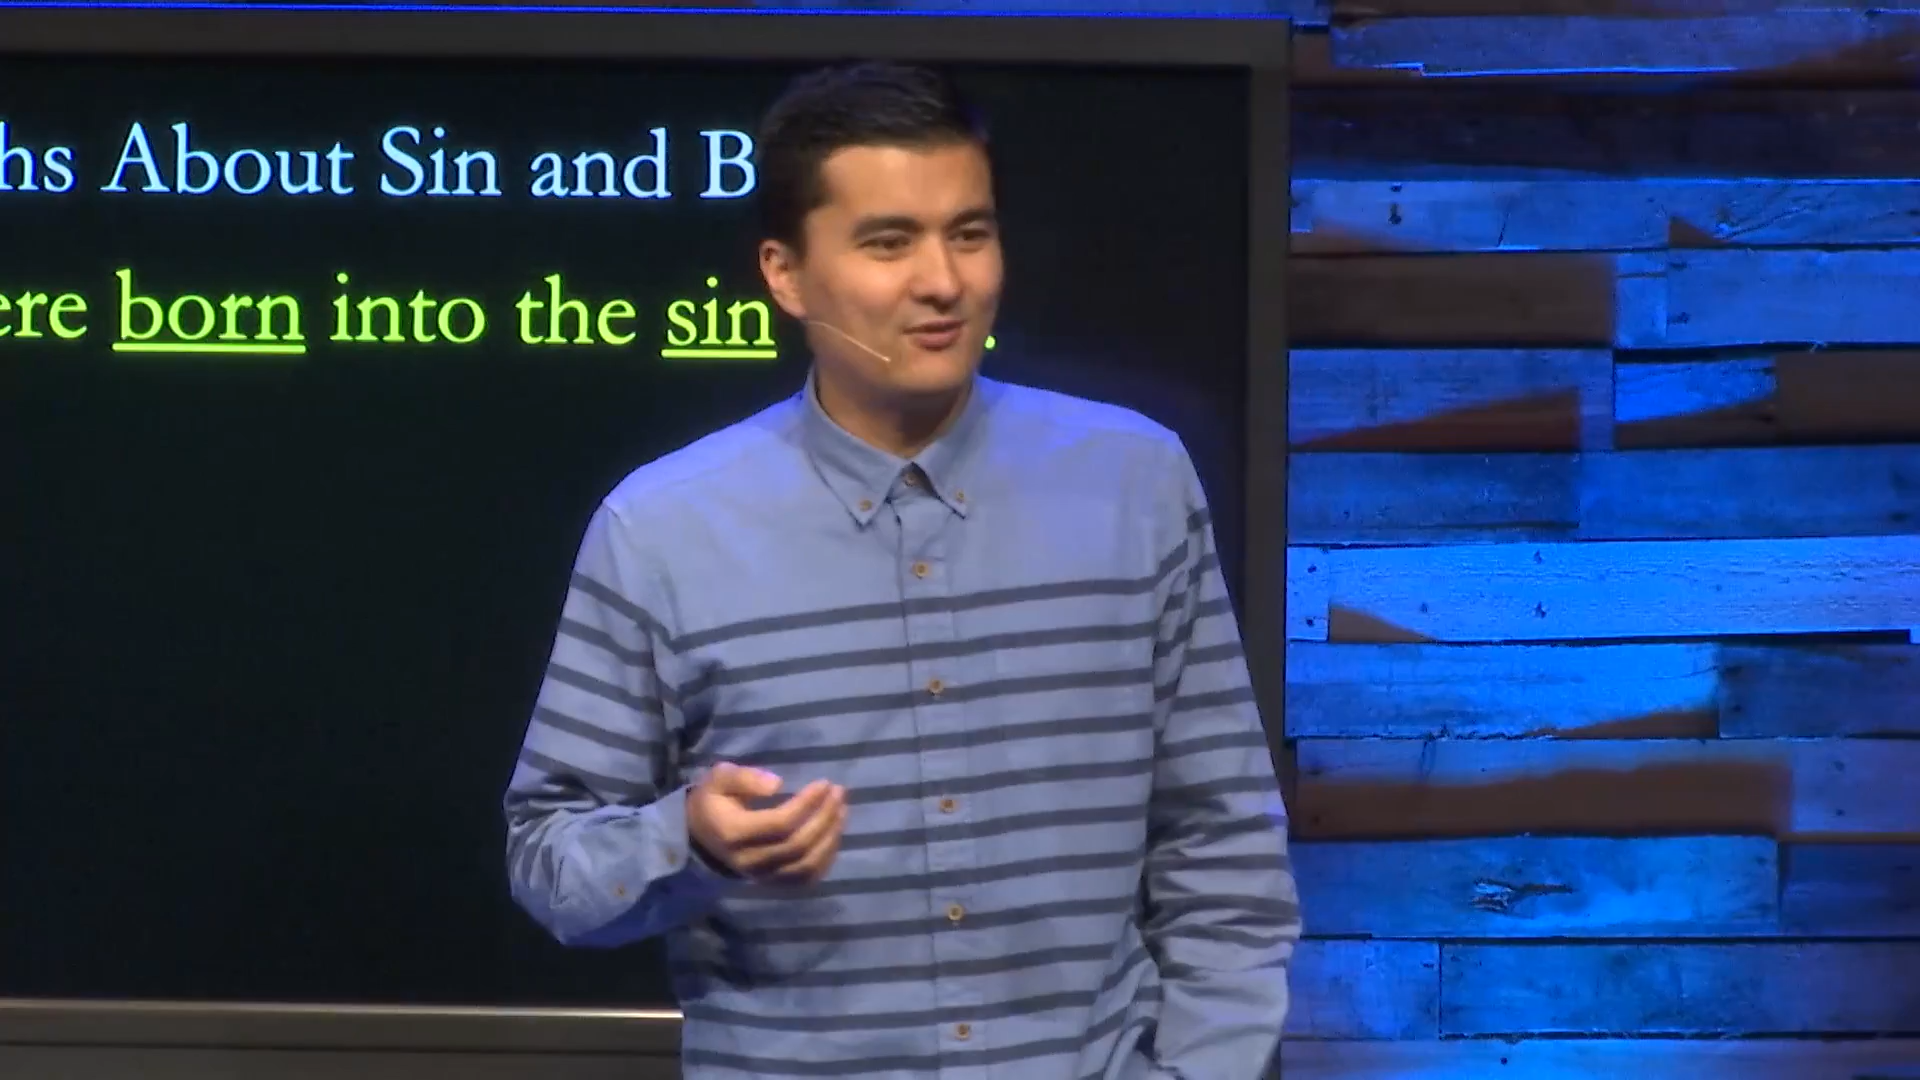 hs About Sin and B
ere born into the sin .